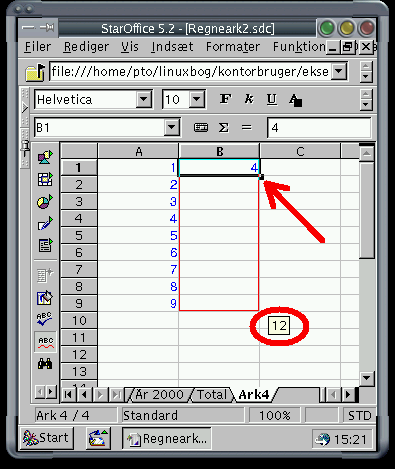 StarOffice 5.2 - [Regneark2.sdc]
Filer Rediger Vis Indsæt Formater
file:///home/pto/linuxbog/kontorbruger/ekse
Helvetica 10 F k U A
B1 Σ = 4
A B C
1 1 4
2 2
3 3
4 4
5 5
6 6
7 7
8 8
9 9
10 12
11
12
13
År 2000 Total Ark4
Ark 4 / 4 Standard 100% STD
Start Regneark... 15:21